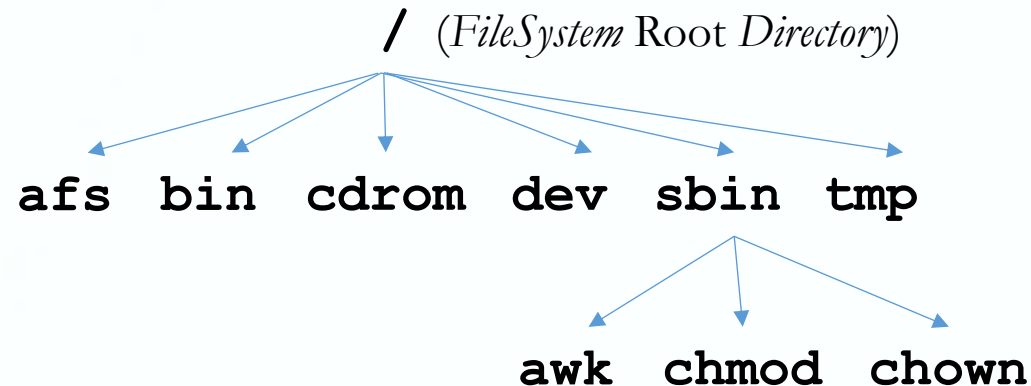 / (FileSystem Root Directory)
afs bin cdrom dev sbin tmp
awk chmod chown